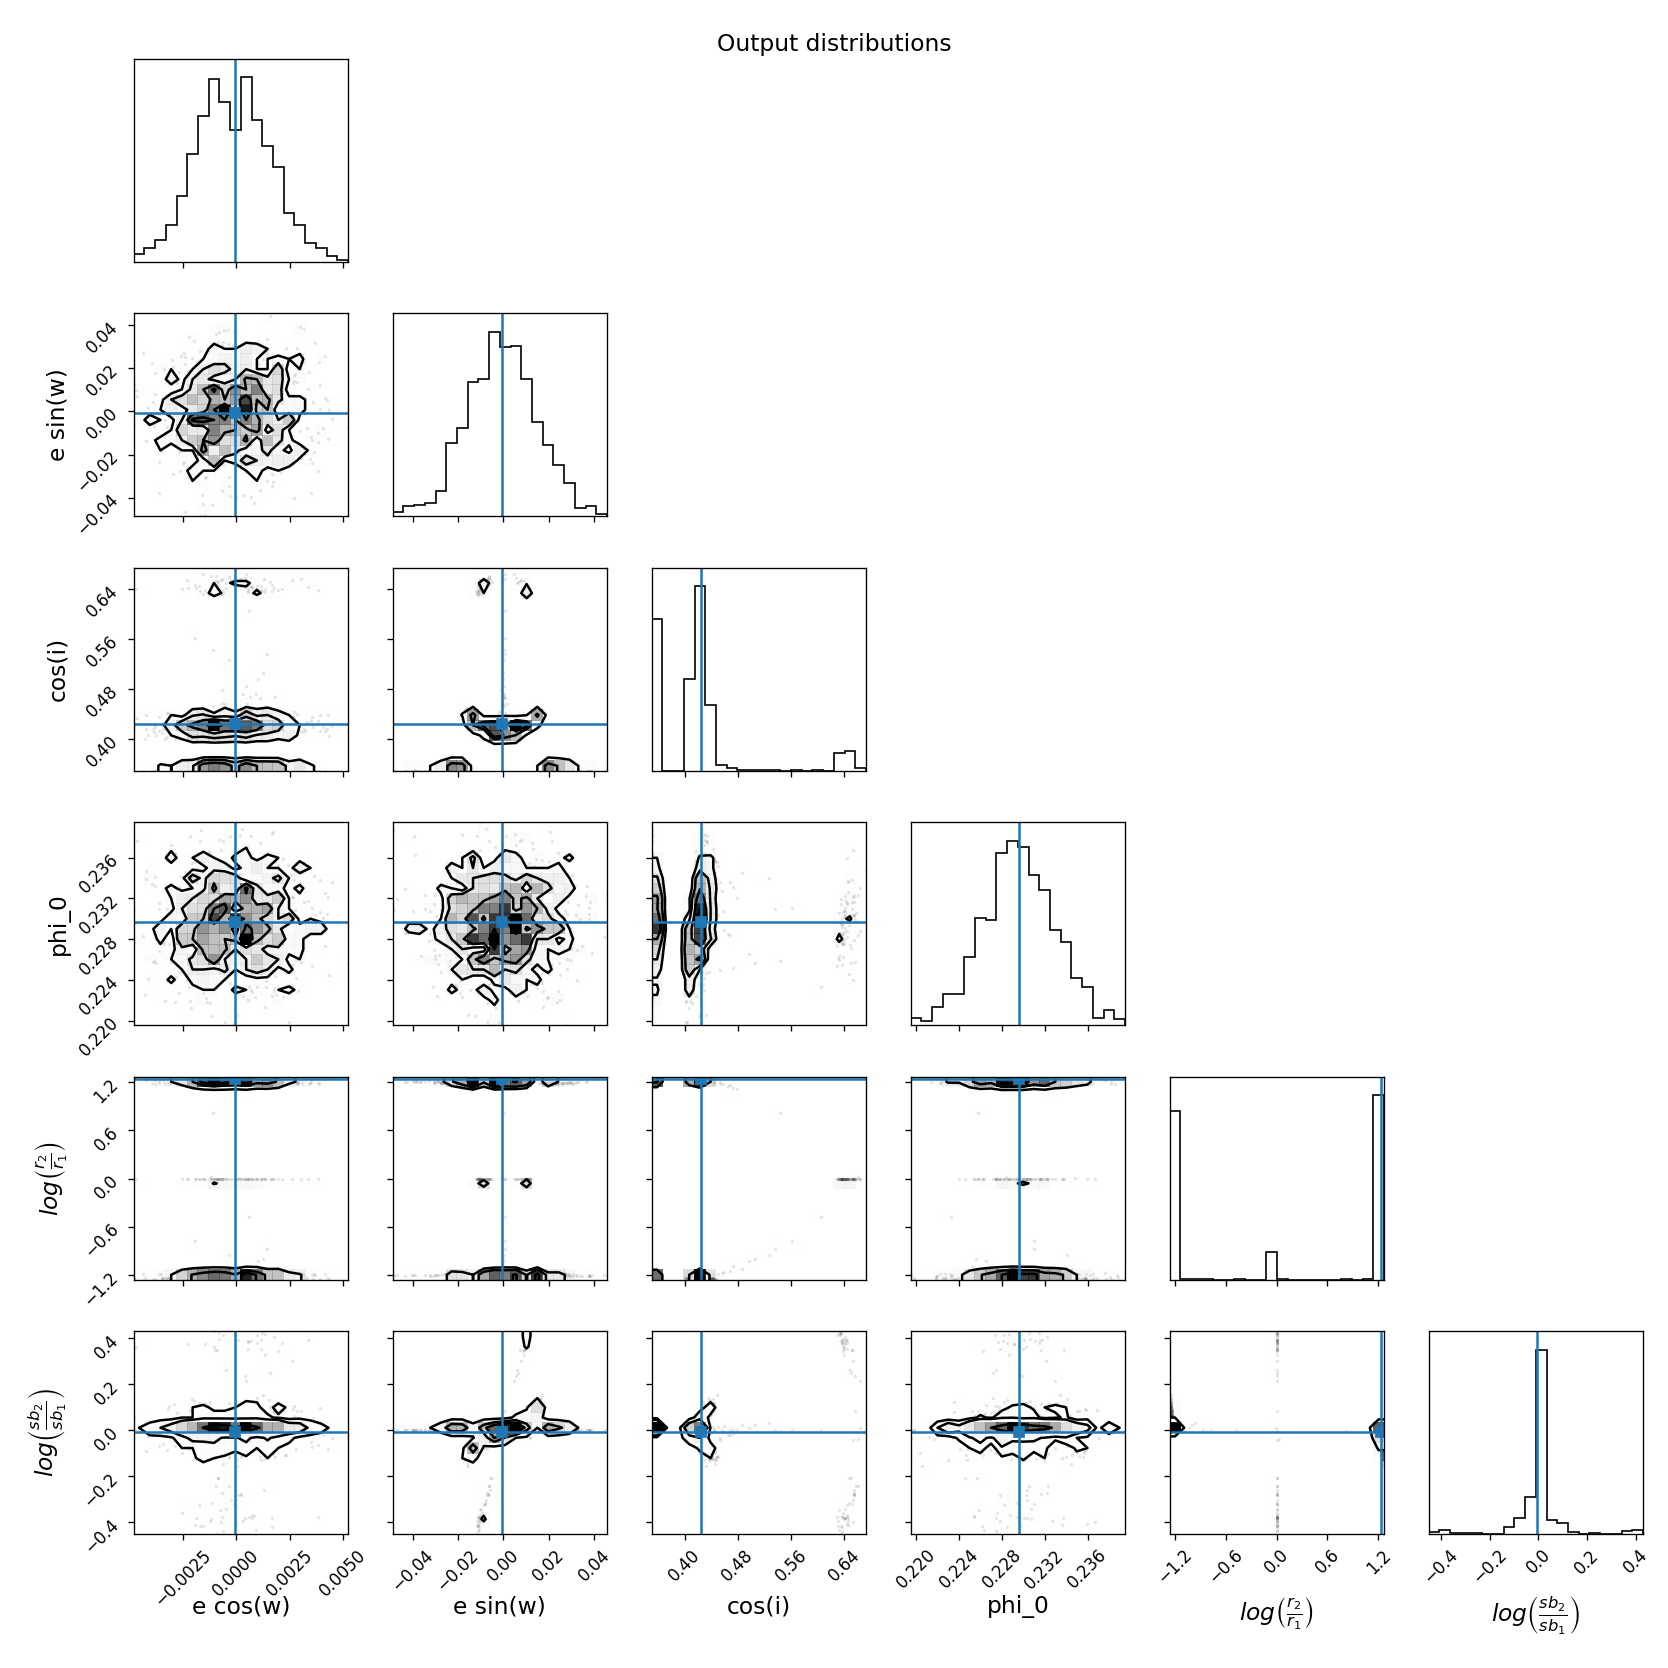 Output distributions
0.04
0.02
0.00
−0.02
−0.04
e sin(w)
0.64
0.56
0.48
0.40
cos(i)
0.236
0.232
0.228
0.224
0.220
phi_0
1.2
0.6
0.0
−0.6
−1.2
log(r2/r1)
0.4
0.2
0.0
−0.2
−0.4
log(sb2/sb1)
−0.0025 0.0000 0.0025 0.0050
−0.04 −0.02 0.00 0.02 0.04
0.40 0.48 0.56 0.64
0.220 0.224 0.228 0.232 0.236
−1.2 −0.6 0.0 0.6 1.2
−0.4 −0.2 0.0 0.2 0.4
e cos(w) e sin(w) cos(i) phi_0 log(r2/r1) log(sb2/sb1)